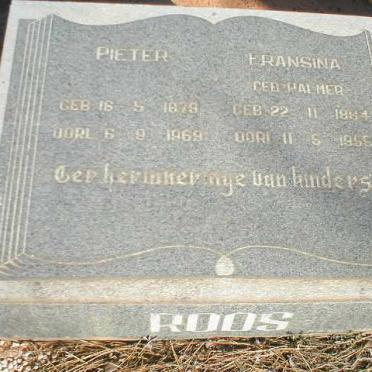 PIETER FRANSINA
GEB. PALMER
GEB 16 5 1879 GEB 22 11 1884
OORL 6 9 1969 OORL 11 5 1955
Ter herinneringe van kinders
ROOS